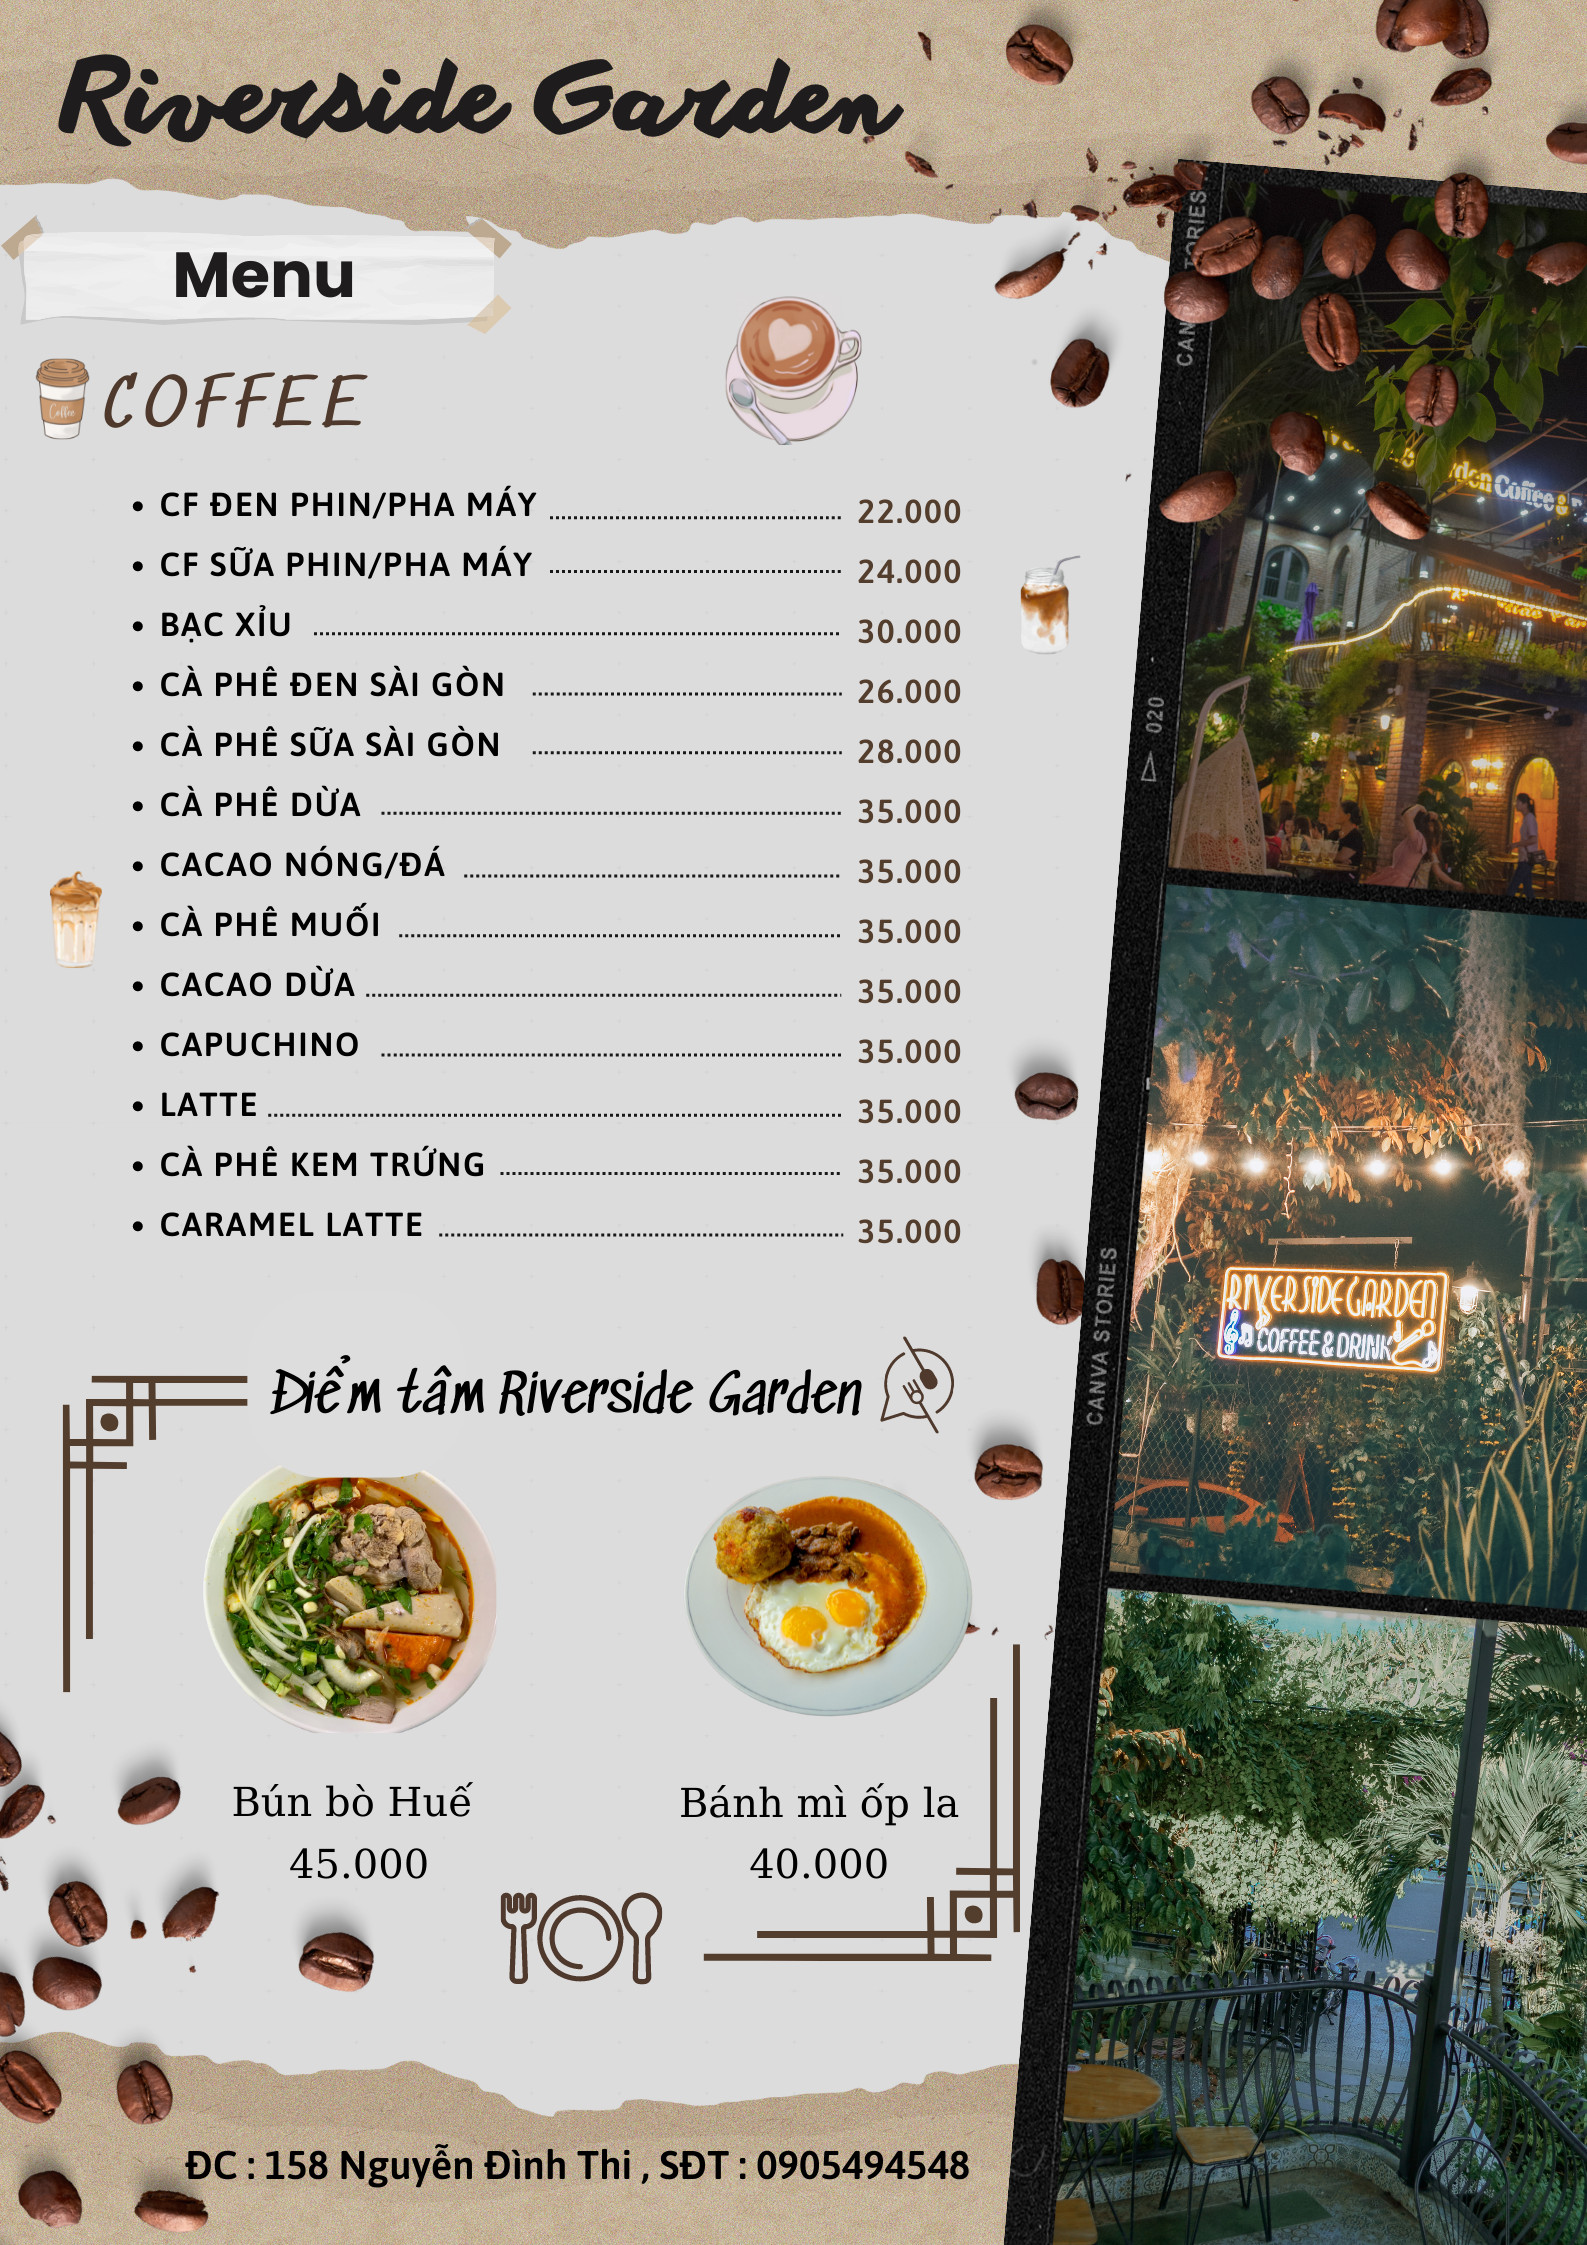 Riverside Garden
Menu
Coffee
COFFEE
CF ĐEN PHIN/PHA MÁY 22.000
CF SỮA PHIN/PHA MÁY 24.000
BẠC XỈU 30.000
CÀ PHÊ ĐEN SÀI GÒN 26.000
CÀ PHÊ SỮA SÀI GÒN 28.000
CÀ PHÊ DỪA 35.000
CACAO NÓNG/ĐÁ 35.000
CÀ PHÊ MUỐI 35.000
CACAO DỪA 35.000
CAPUCHINO 35.000
LATTE 35.000
CÀ PHÊ KEM TRỨNG 35.000
CARAMEL LATTE 35.000
Điểm tâm Riverside Garden
Bún bò Huế
45.000
Bánh mì ốp la
40.000
ĐC : 158 Nguyễn Đình Thi , SĐT : 0905494548
020
CANVA STORIES
Coffee &
RIVERSIDE GARDEN
COFFEE & DRINK